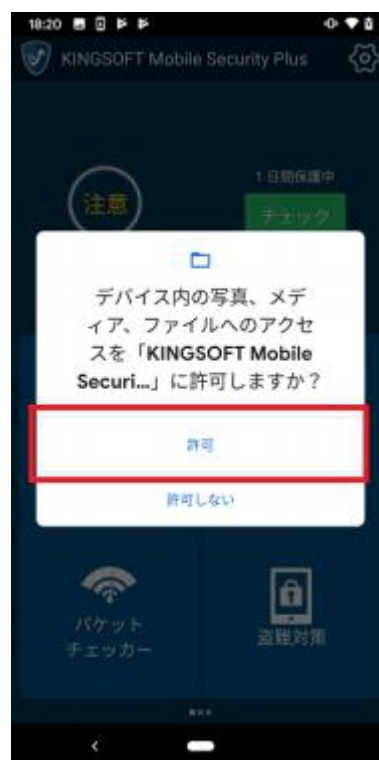 18:20
KINGSOFT Mobile Security Plus
1日間保護中
注意
チェック
デバイス内の写真、メデ
ィア、ファイルへのアクセ
スを「KINGSOFT Mobile
Securi...」に許可しますか？
許可
許可しない
パケット
チェッカー
盗難対策